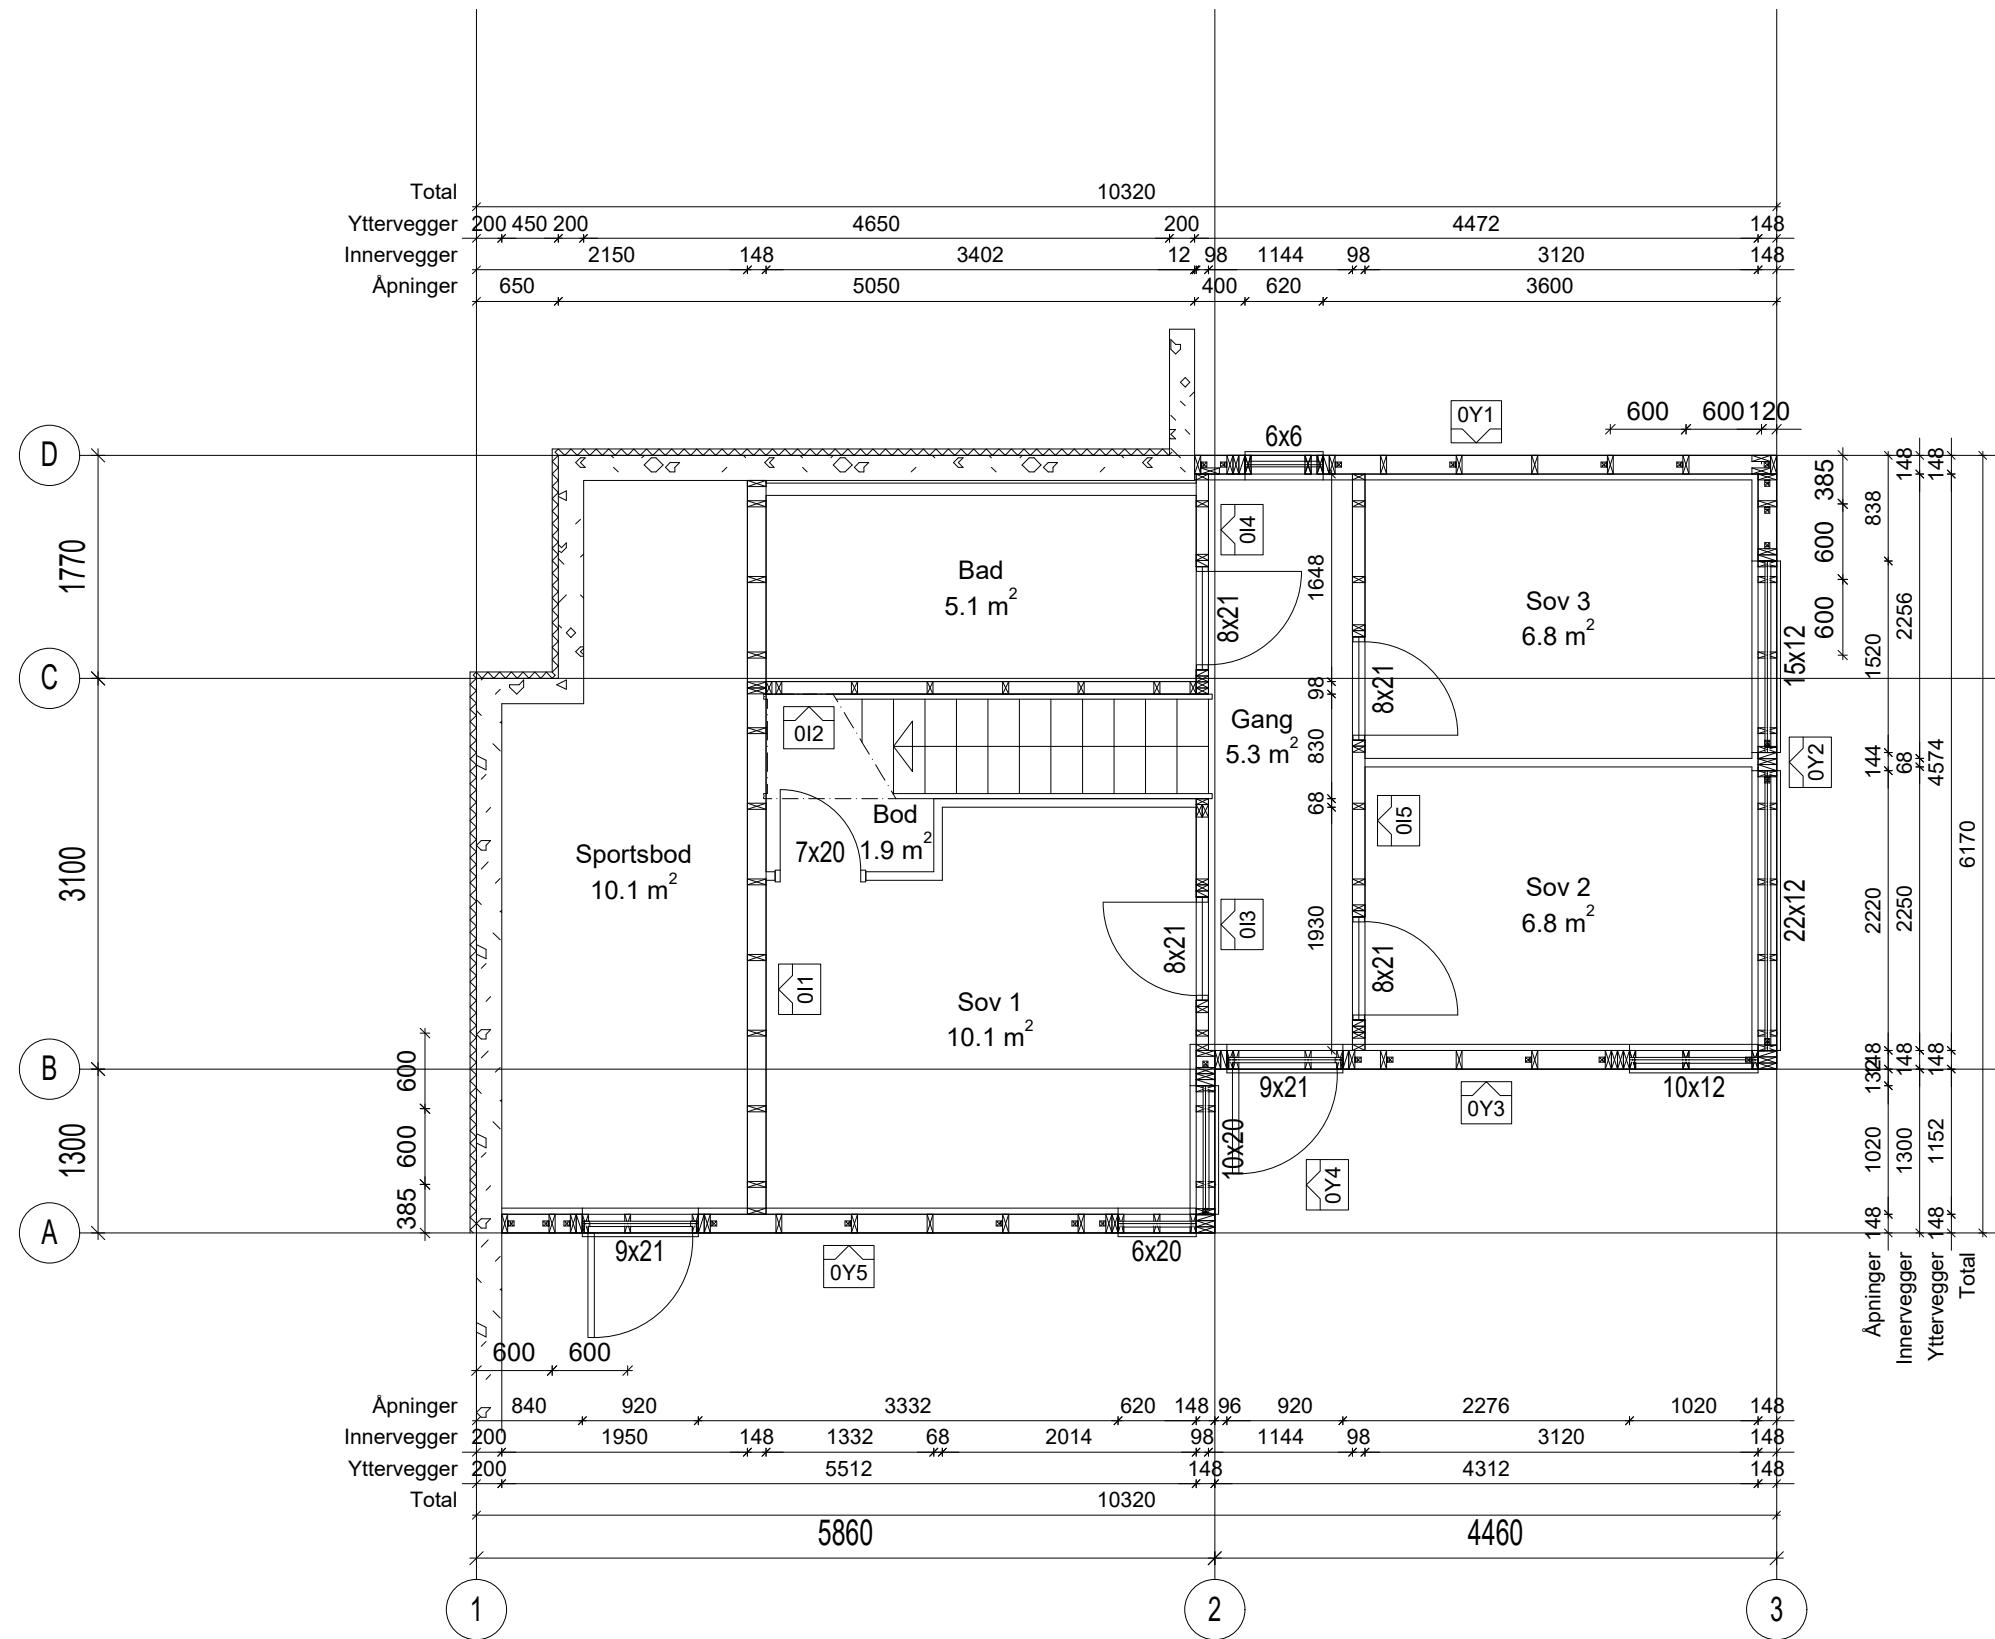 Total 10320
Yttervegger 200 450 200 4650 200 4472 148
Innervegger 2150 148 3402 12 98 1144 98 3120 148
Åpninger 650 5050 400 620 3600
0Y1
600 600 120
6x6
D
385
148
148
838
0I4
1770
600
1648
Bad
5.1 m²
8x21
Sov 3
6.8 m²
600
2256
1520
15x12
C
98
8x21
0I2
Gang
5.3 m²
830
144
68
4574
0Y2
68
Bod
1.9 m²
7x20
0I5
6170
Sportsbod
10.1 m²
3100
Sov 2
6.8 m²
2220
2250
22x12
0I3
1930
8x21
8x21
0I1
Sov 1
10.1 m²
600
B
148
148
148
132
9x21
10x12
0Y3
600
1300
10x20
1020
1300
1152
0Y4
385
A
148
148
9x21
0Y5
6x20
Åpninger
Innervegger
Yttervegger
Total
600 600
Åpninger 840 920 3332 620 148 96 920 2276 1020 148
Innervegger 200 1950 148 1332 68 2014 98 1144 98 3120 148
Yttervegger 200 5512 148 4312 148
Total 10320
5860 4460
1 2 3